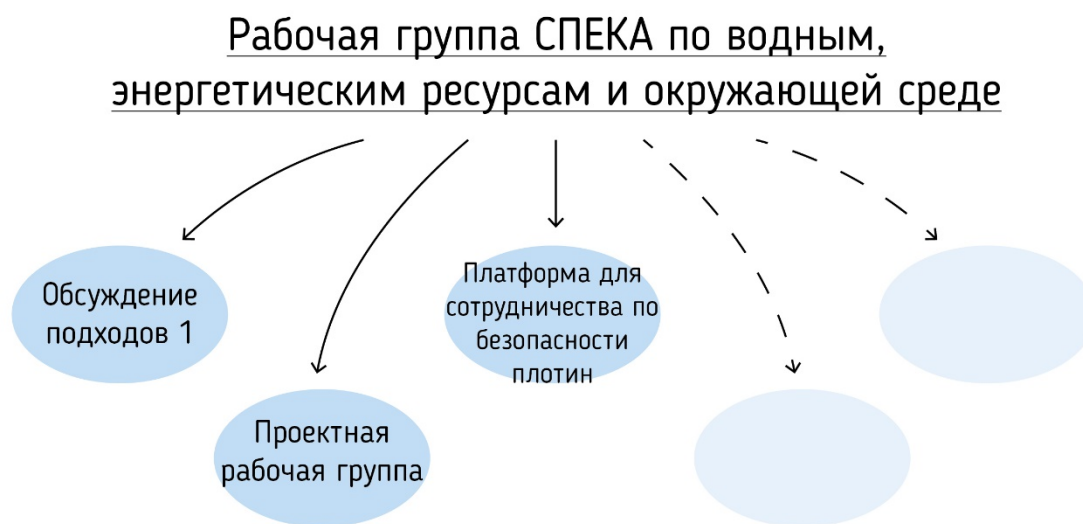 Рабочая группа СПЕКА по водным,
энергетическим ресурсам и окружающей среде
Обсуждение
подходов 1
Проектная
рабочая группа
Платформа для
сотрудничества по
безопасности
плотин